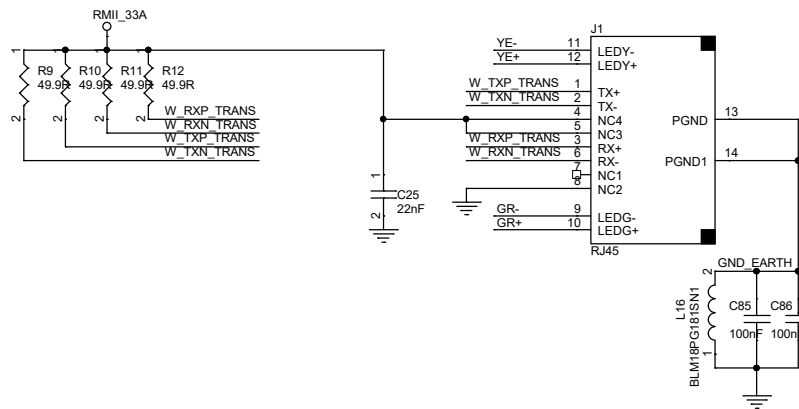 RMII_33A
1
1
1
1
R9
49.9R
R10
49.9R
R11
49.9R
R12
49.9R
2
2
2
2
W_RXP_TRANS
W_RXN_TRANS
W_TXP_TRANS
W_TXN_TRANS
1
C25
22nF
2
J1
YE-
11
LEDY-
YE+
12
LEDY+
W_TXP_TRANS
1
TX+
W_TXN_TRANS
2
TX-
4
NC4
5
NC3
W_RXP_TRANS
3
RX+
W_RXN_TRANS
6
RX-
7
NC1
8
NC2
GR-
9
LEDG-
GR+
10
LEDG+
PGND
13
PGND1
14
RJ45
GND_EARTH
2
L16
BLM18PG181SN1
1
C85
100nF
C86
100n